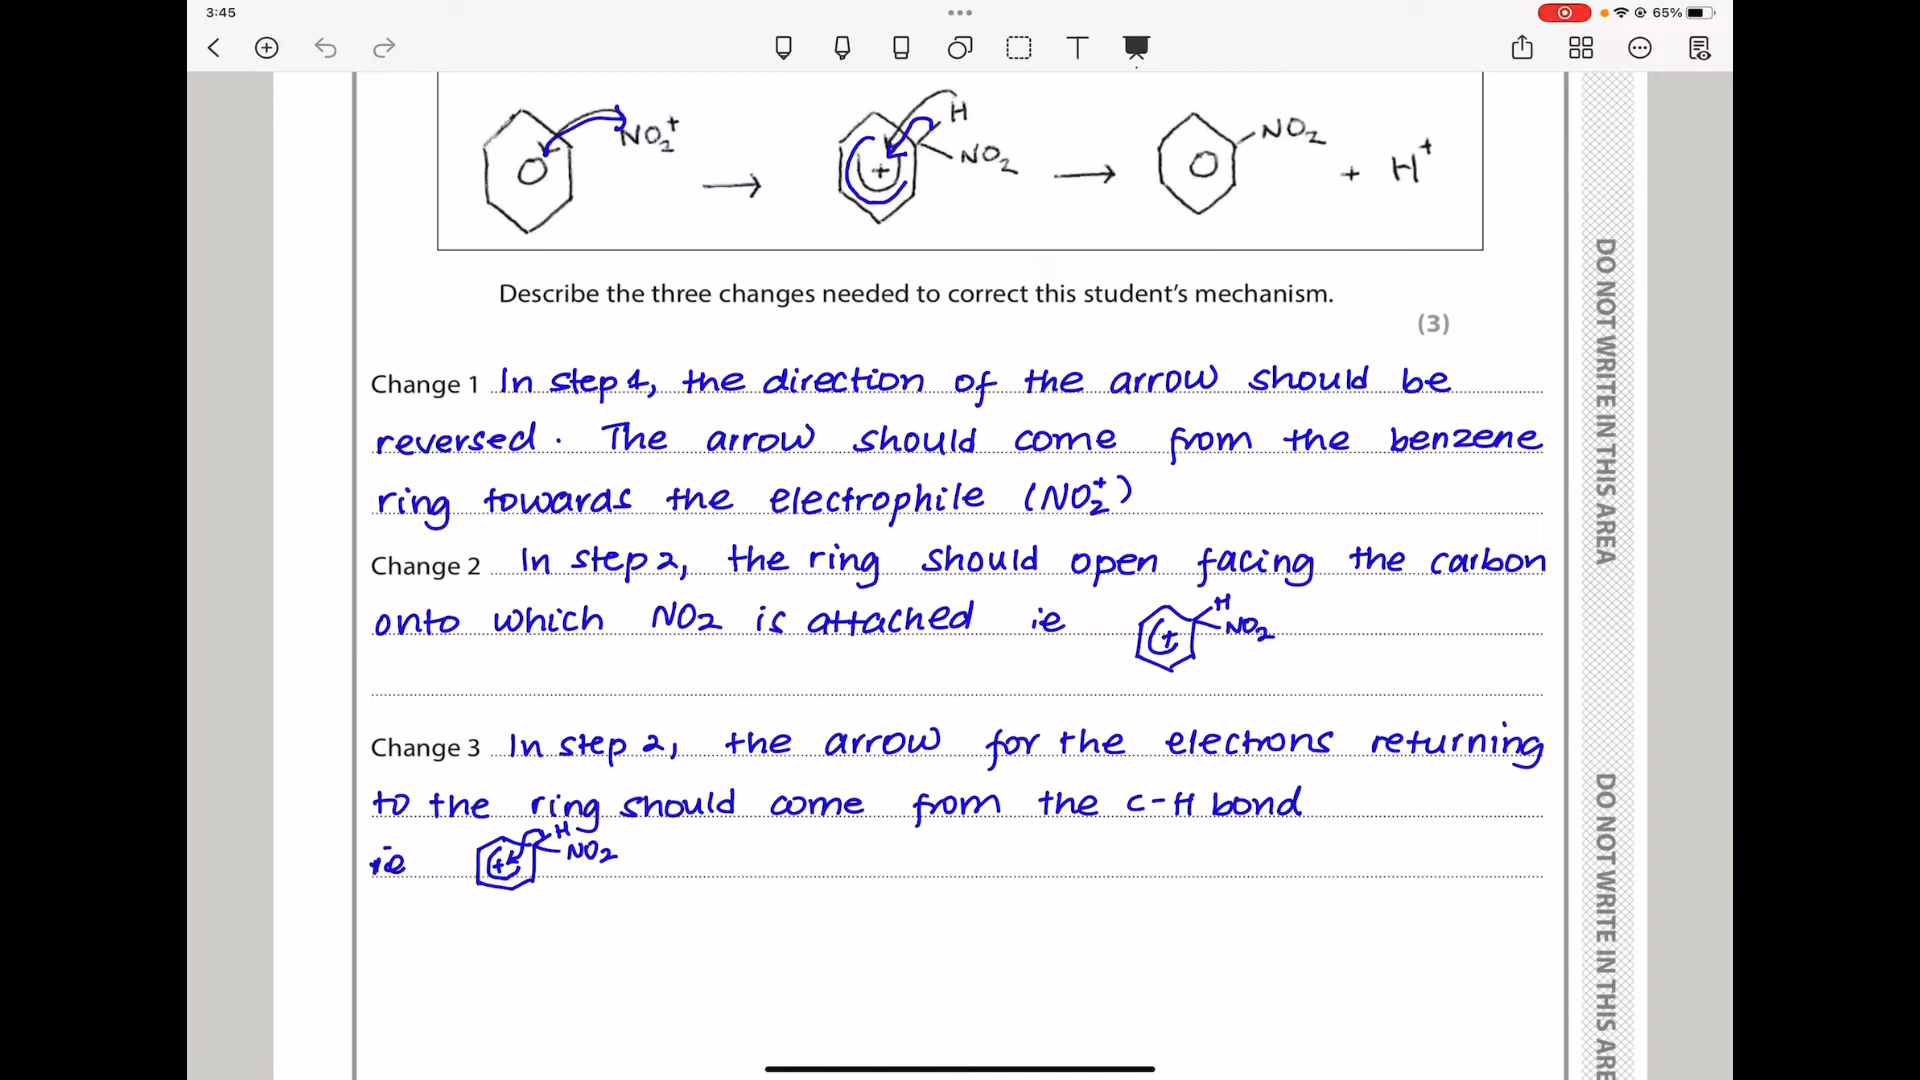 3:45
65%
NO2+
H
NO2
+
NO2
+ H+
Describe the three changes needed to correct this student's mechanism.
(3)
Change 1 In step 1, the direction of the arrow should be
reversed. The arrow should come from the benzene
ring towards the electrophile (NO2+)
Change 2 In step 2, the ring should open facing the carbon
onto which NO2 is attached ie
H
NO2
+
Change 3 In step 2, the arrow for the electrons returning
to the ring should come from the C-H bond
ie
H
NO2
+
DO NOT WRITE IN THIS AREA
DO NOT WRITE IN THIS ARE